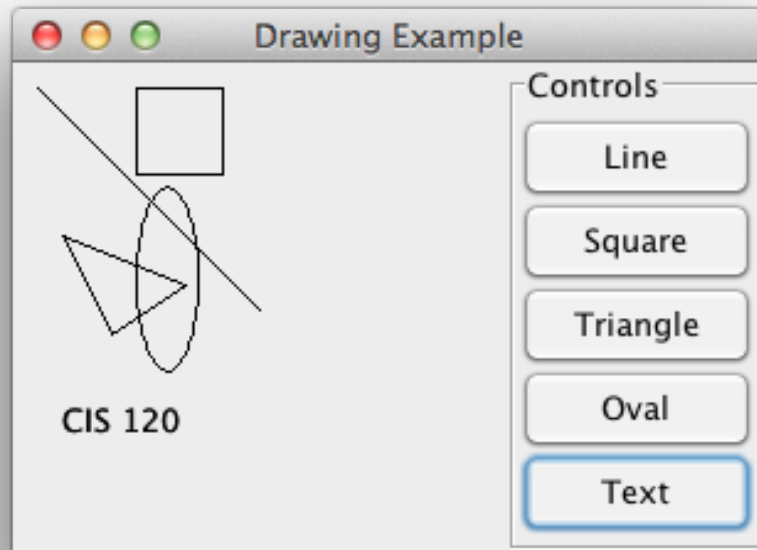 Drawing Example
Controls
Line
Square
Triangle
Oval
Text
CIS 120